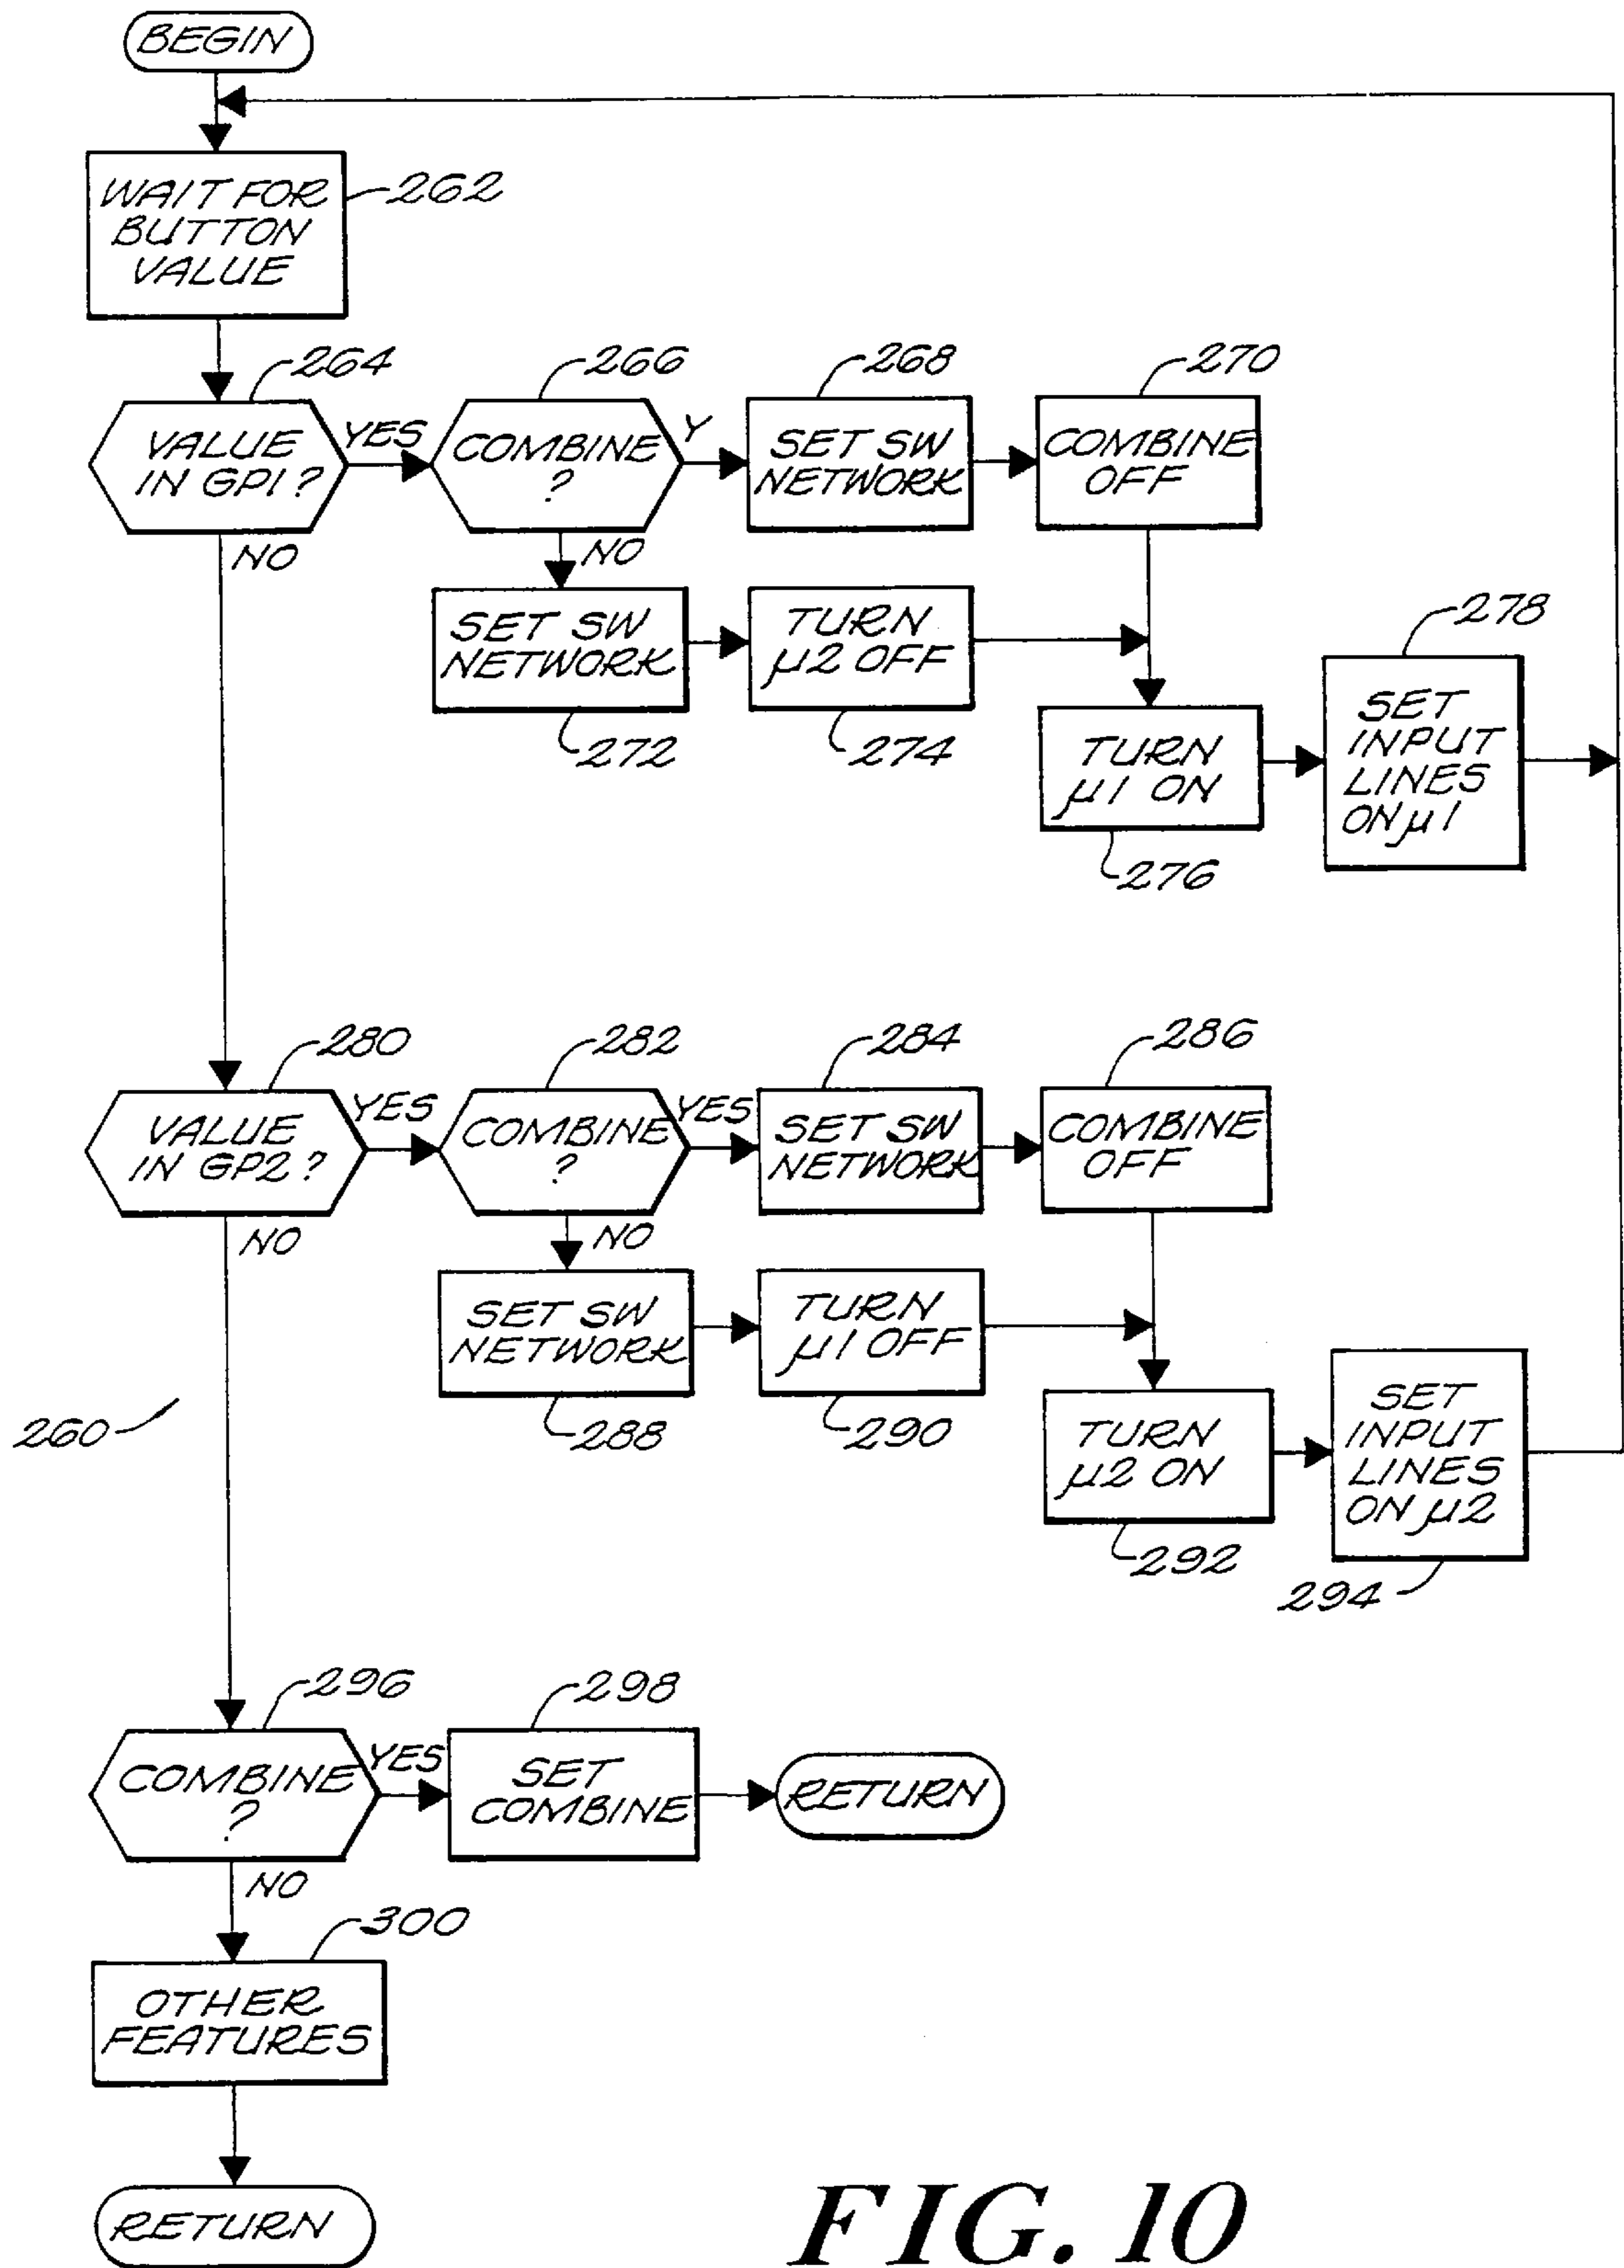 BEGIN
WAIT FOR
BUTTON
VALUE
262
264
VALUE
IN GP1?
YES
NO
266
COMBINE
?
Y
NO
268
SET SW
NETWORK
270
COMBINE
OFF
SET SW
NETWORK
272
TURN
μ2 OFF
274
TURN
μ1 ON
276
278
SET
INPUT
LINES
ON μ1
280
VALUE
IN GP2?
YES
NO
282
COMBINE
?
YES
NO
284
SET SW
NETWORK
286
COMBINE
OFF
SET SW
NETWORK
288
TURN
μ1 OFF
290
TURN
μ2 ON
292
SET
INPUT
LINES
ON μ2
294
260
296
COMBINE
?
YES
NO
298
SET
COMBINE
RETURN
300
OTHER
FEATURES
RETURN
FIG. 10